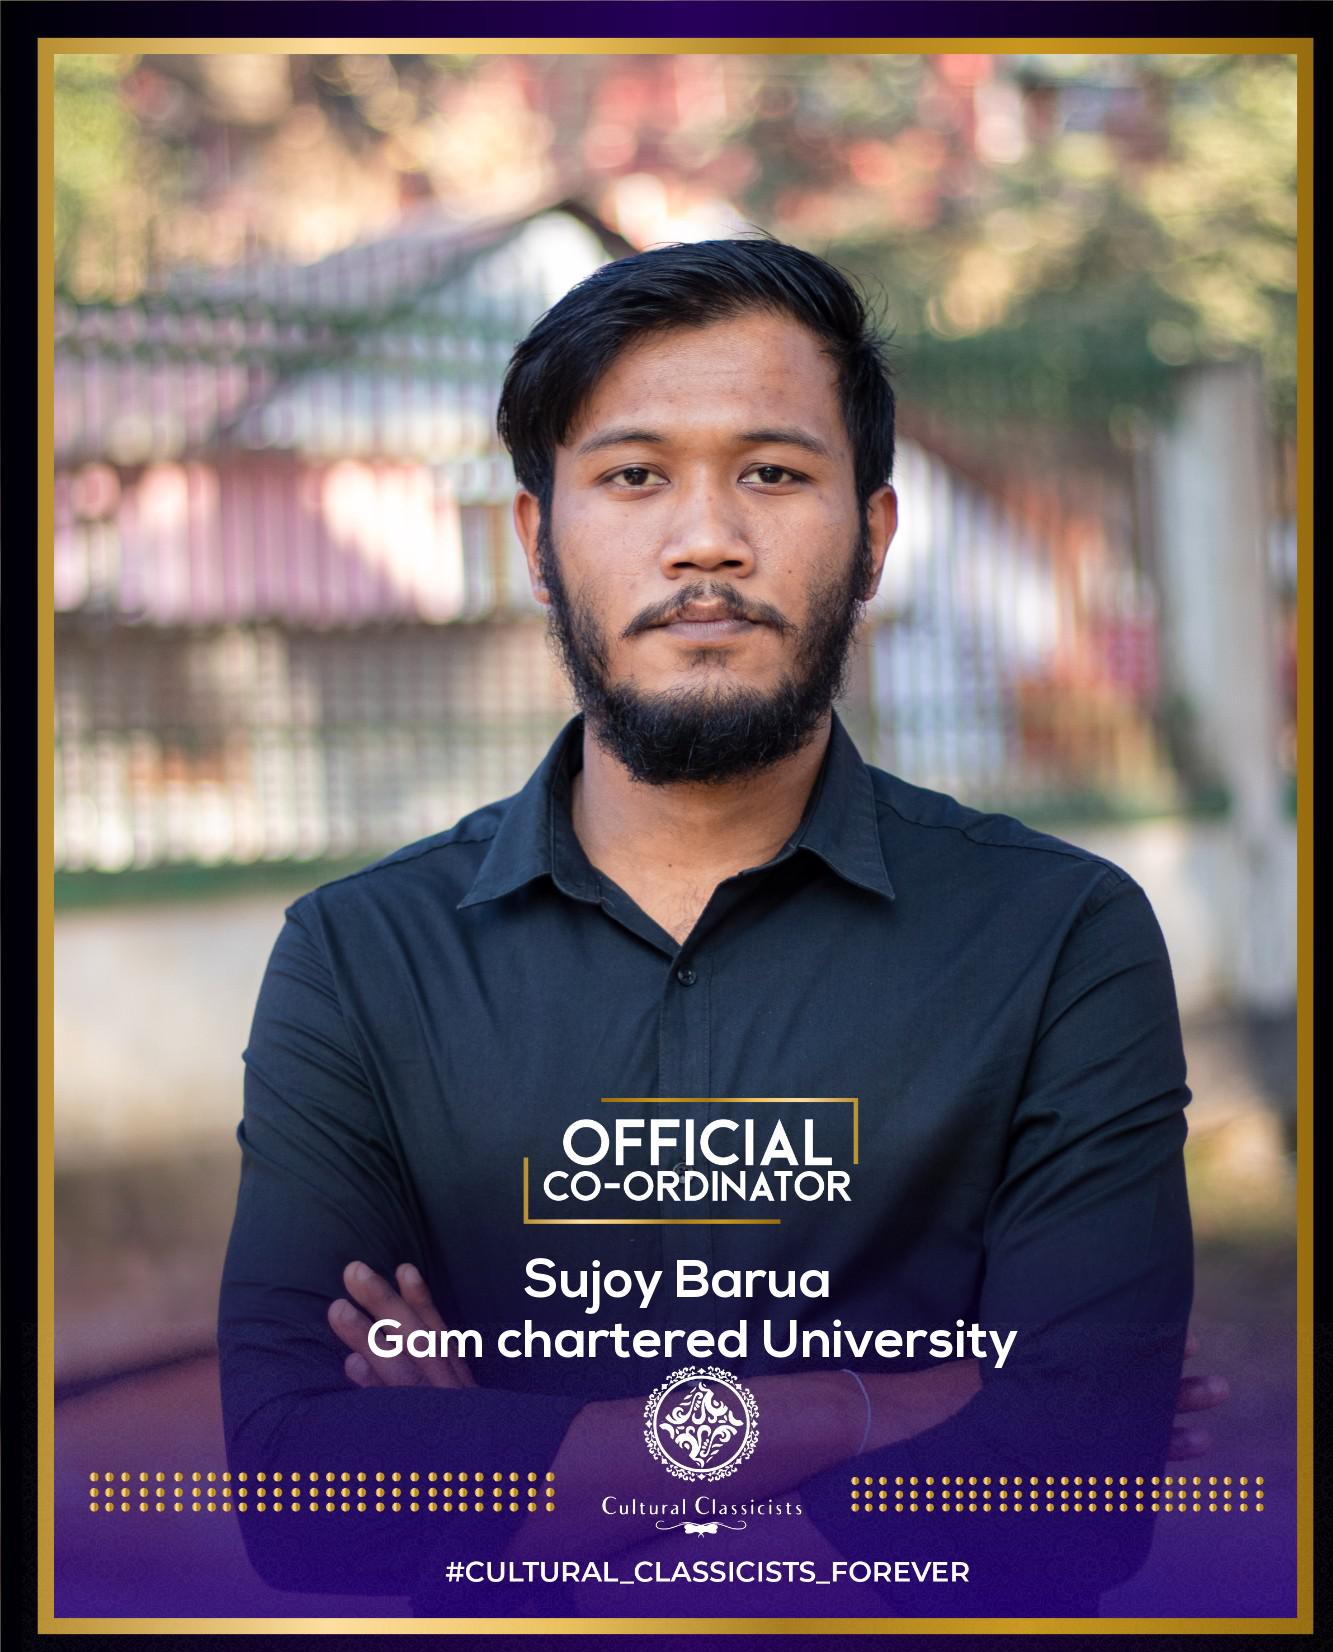 OFFICIAL
CO-ORDINATOR
Sujoy Barua
Gam chartered University
Cultural Classicists
#CULTURAL_CLASSICISTS_FOREVER